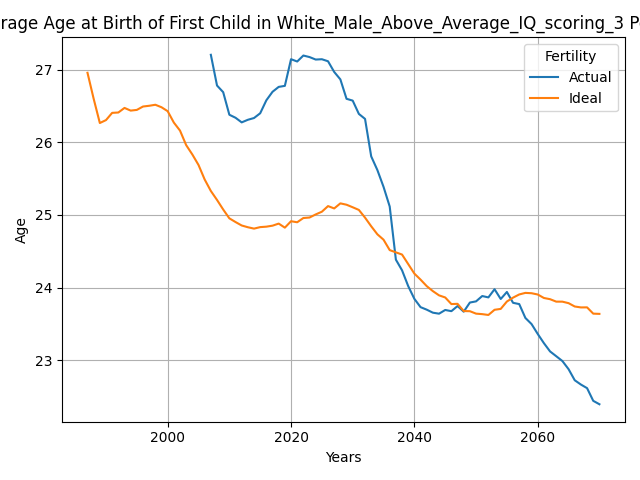 rage Age at Birth of First Child in White_Male_Above_Average_IQ_scoring_3 P
Fertility
Actual
Ideal
27
26
25
24
23
Age
2000 2020 2040 2060
Years